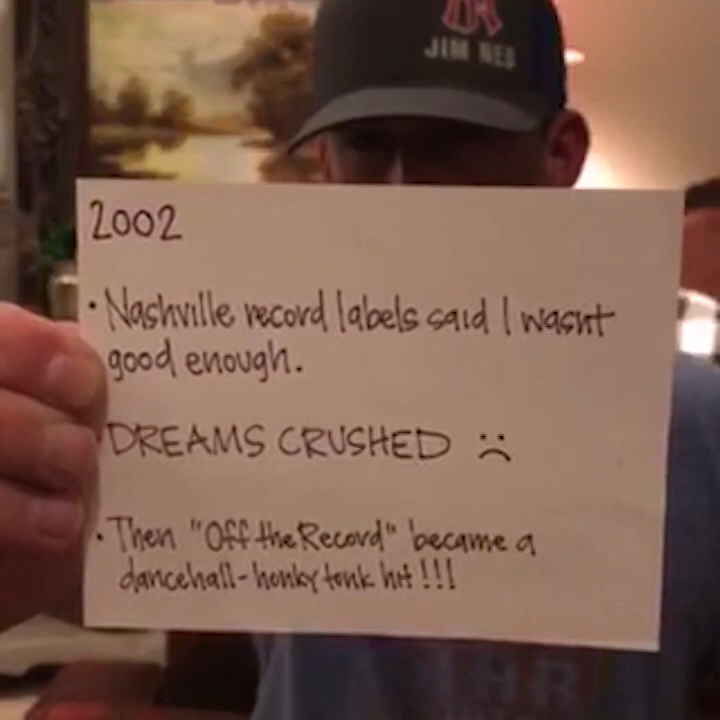 JIM NED
2002
• Nashville record labels said I wasnt
good enough.
DREAMS CRUSHED :(
• Then "Off the Record" became a
dancehall-honky tonk hit!!!